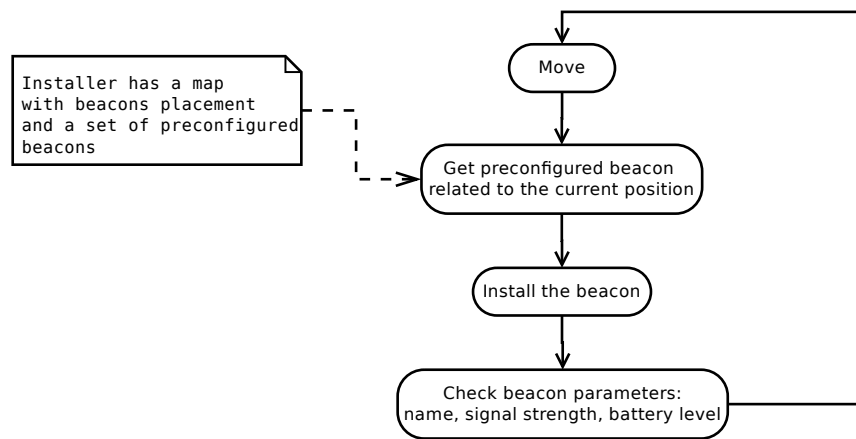 Move
Installer has a map
with beacons placement
and a set of preconfigured
beacons
Get preconfigured beacon
related to the current position
Install the beacon
Check beacon parameters:
name, signal strength, battery level